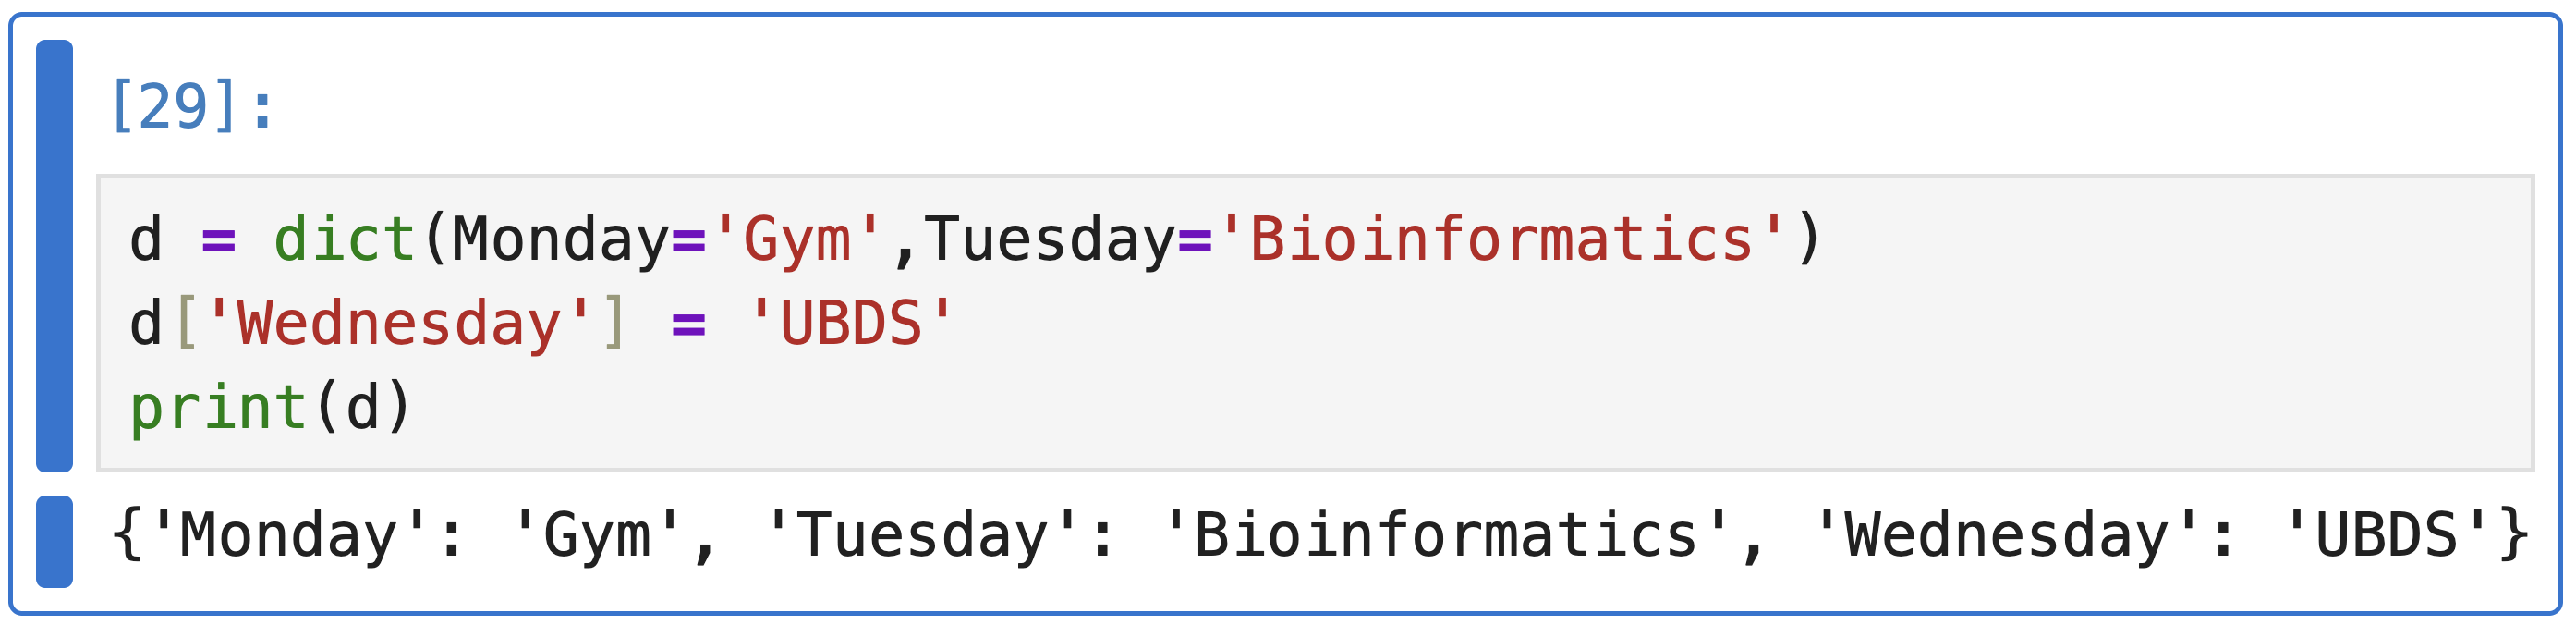 [29]:
d = dict(Monday='Gym',Tuesday='Bioinformatics')
d['Wednesday'] = 'UBDS'
print(d)
{'Monday': 'Gym', 'Tuesday': 'Bioinformatics', 'Wednesday': 'UBDS'}